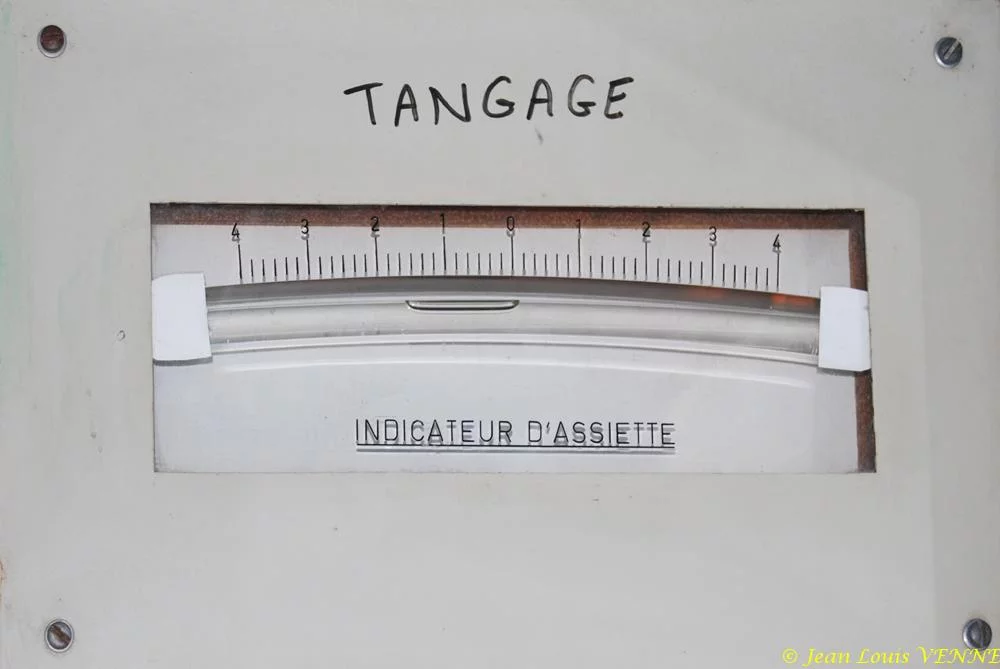 TANGAGE
4 3 2 1 0 1 2 3 4
INDICATEUR D'ASSIETTE
© Jean Louis VENNE